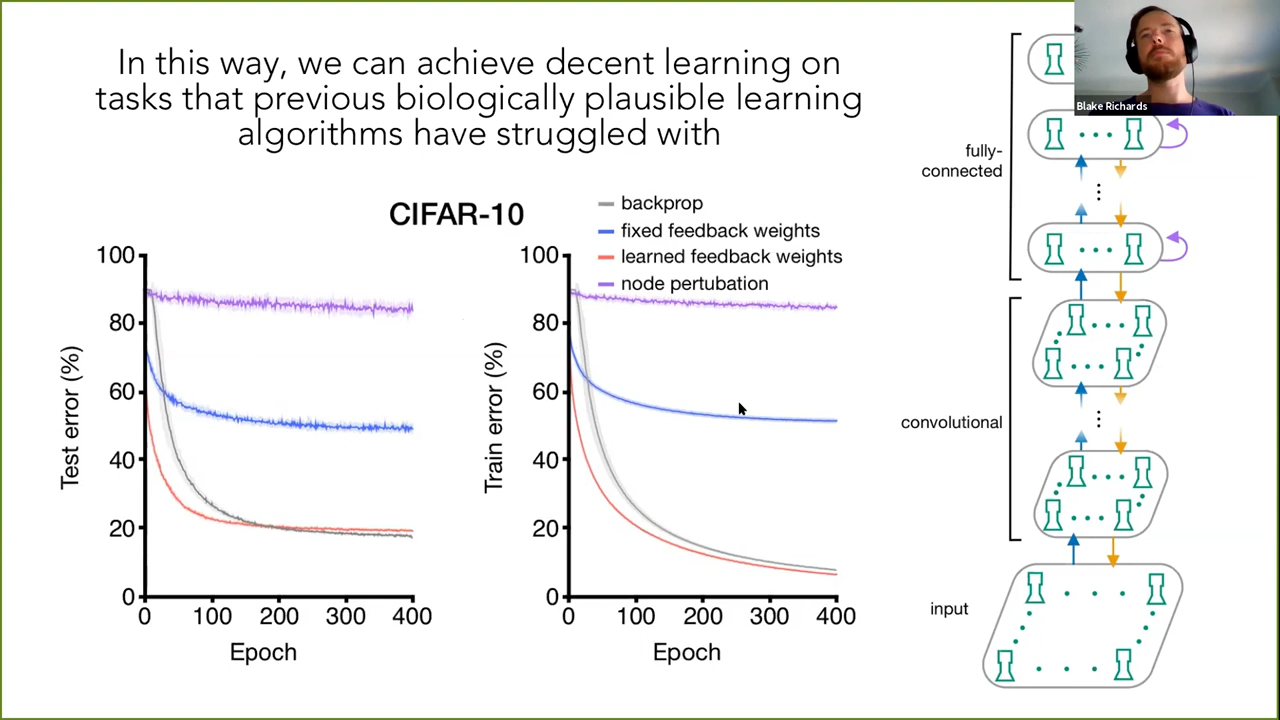 In this way, we can achieve decent learning on
tasks that previous biologically plausible learning
algorithms have struggled with
Blake Richards
CIFAR-10
backprop
fixed feedback weights
learned feedback weights
node pertubation
100
80
60
40
20
0
Test error (%)
0 100 200 300 400
Epoch
100
80
60
40
20
0
Train error (%)
0 100 200 300 400
Epoch
fully-
connected
convolutional
input